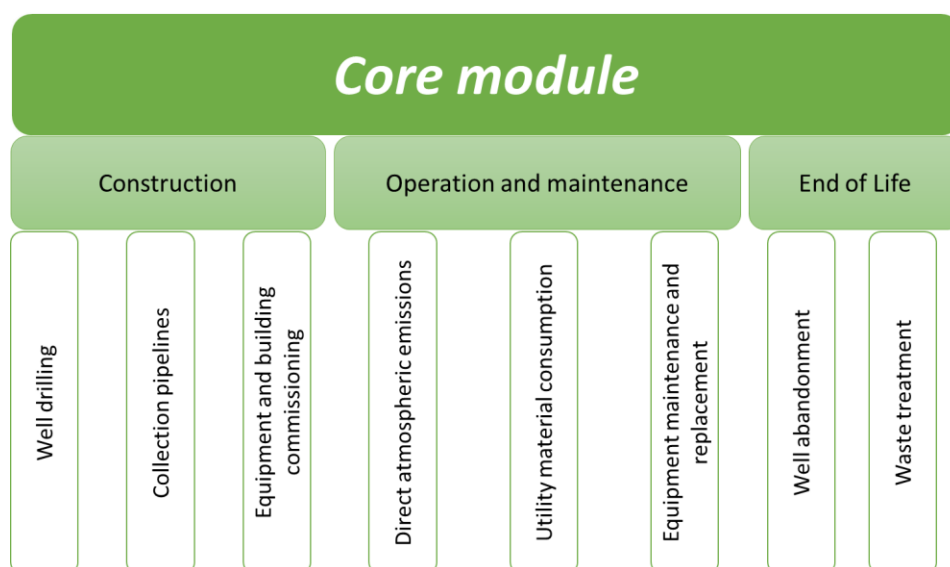 Core module
Construction
Operation and maintenance
End of Life
Well drilling
Collection pipelines
Equipment and building
commissioning
Direct atmospheric emissions
Utility material consumption
Equipment maintenance and
replacement
Well abandonment
Waste treatment